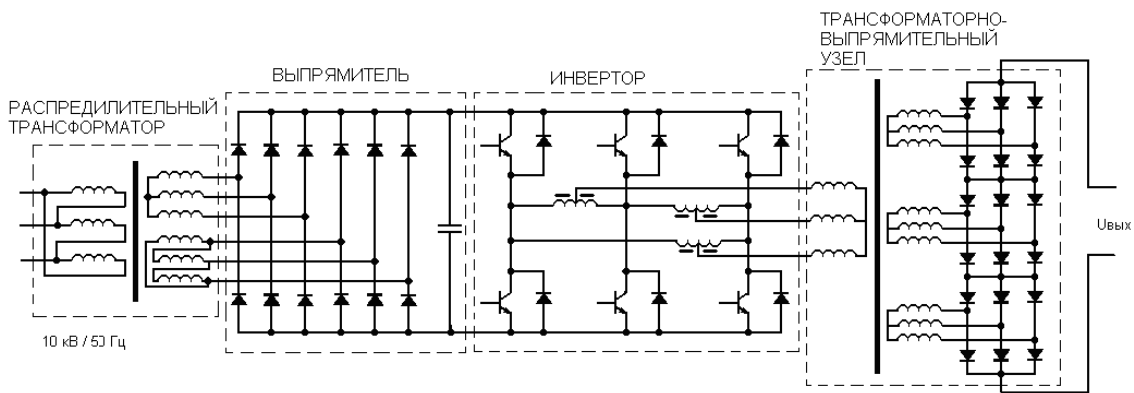 ТРАНСФОРМАТОРНО-
ВЫПРЯМИТЕЛЬНЫЙ
УЗЕЛ
ВЫПРЯМИТЕЛЬ
ИНВЕРТОР
РАСПРЕДИЛИТЕЛЬНЫЙ
ТРАНСФОРМАТОР
Uвых
10 кВ / 50 Гц